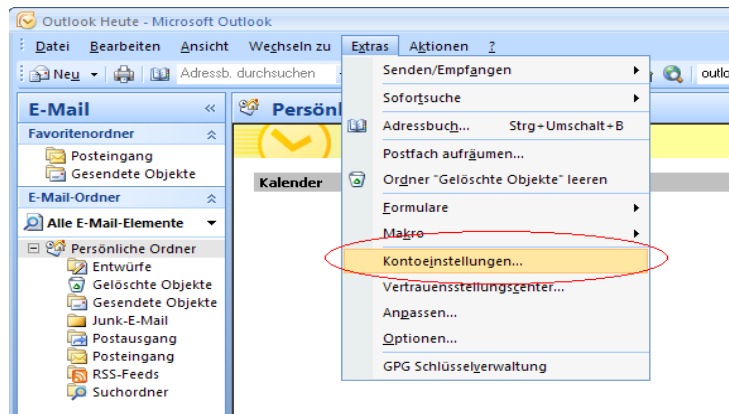 Outlook Heute - Microsoft Outlook
Datei Bearbeiten Ansicht Wechseln zu Extras Aktionen ?
Neu Adressb. durchsuchen outlo
E-Mail «
Favoritenordner
Posteingang
Gesendete Objekte
E-Mail-Ordner
Alle E-Mail-Elemente
Persönliche Ordner
Entwürfe
Gelöschte Objekte
Gesendete Objekte
Junk-E-Mail
Postausgang
Posteingang
RSS-Feeds
Suchordner
Persönl
Kalender
Senden/Empfangen
Sofortsuche
Adressbuch... Strg+Umschalt+B
Postfach aufräumen...
Ordner "Gelöschte Objekte" leeren
Formulare
Makro
Kontoeinstellungen...
Vertrauensstellungscenter...
Anpassen...
Optionen...
GPG Schlüsselverwaltung